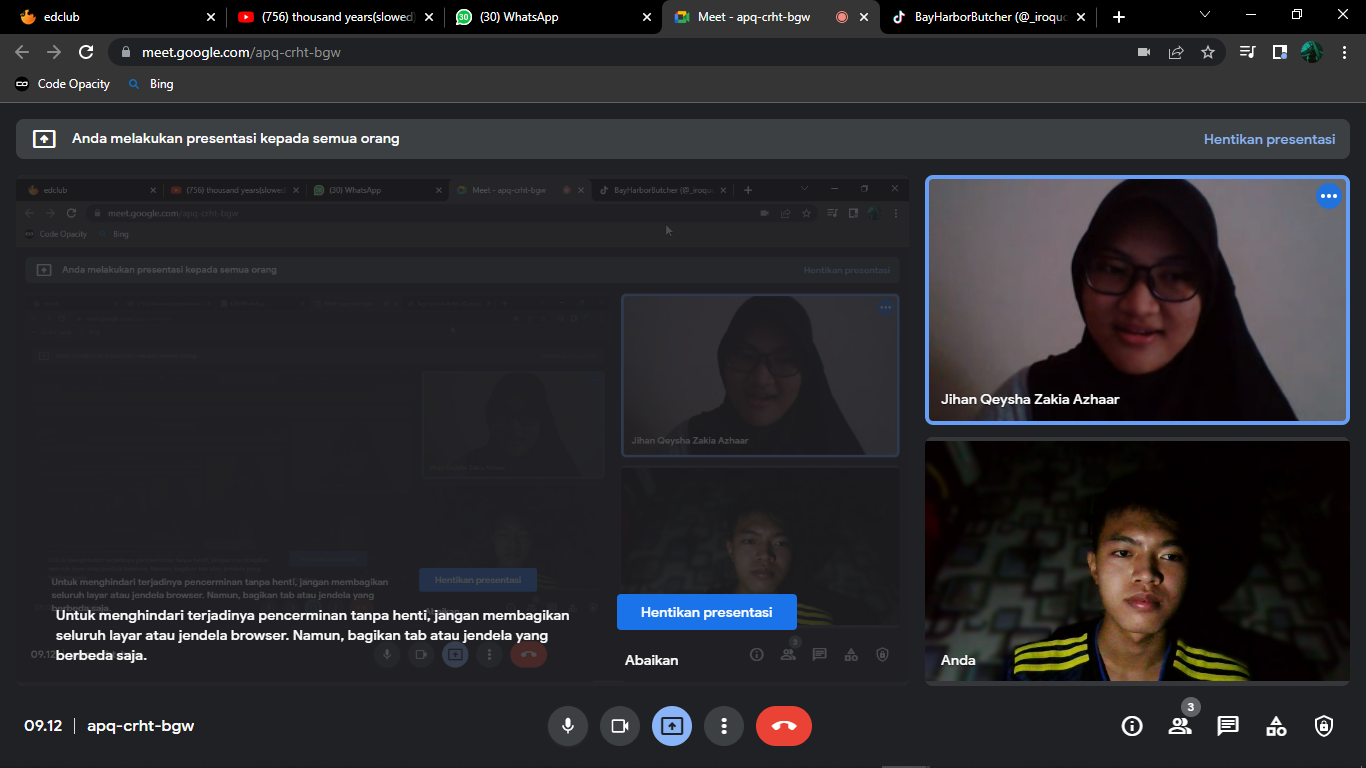 edclub
(756) thousand years(slowed)
(30) WhatsApp
Meet - apq-crht-bgw
BayHarborButcher (@_iroquo
meet.google.com/apq-crht-bgw
Code Opacity
Bing
Anda melakukan presentasi kepada semua orang
Hentikan presentasi
edclub
(756) thousand years(slowed
(30) WhatsApp
Meet - apq-crht-bgw
BayHarborButcher (@_iroqu
meet.google.com/apq-crht-bgw
Code Opacity
Bing
Anda melakukan presentasi kepada semua orang
Hentikan presentasi
Jihan Qeysha Zakia Azhaar
Jihan Qeysha Zakia Azhaar
Untuk menghindari terjadinya pencerminan tanpa henti, jangan membagikan
seluruh layar atau jendela browser. Namun, bagikan tab atau jendela yang
berbeda saja.
Hentikan presentasi
Untuk menghindari terjadinya pencerminan tanpa henti, jangan membagikan
seluruh layar atau jendela browser. Namun, bagikan tab atau jendela yang
berbeda saja.
Hentikan presentasi
Abaikan
Anda
09.12
3
09.12
apq-crht-bgw
3